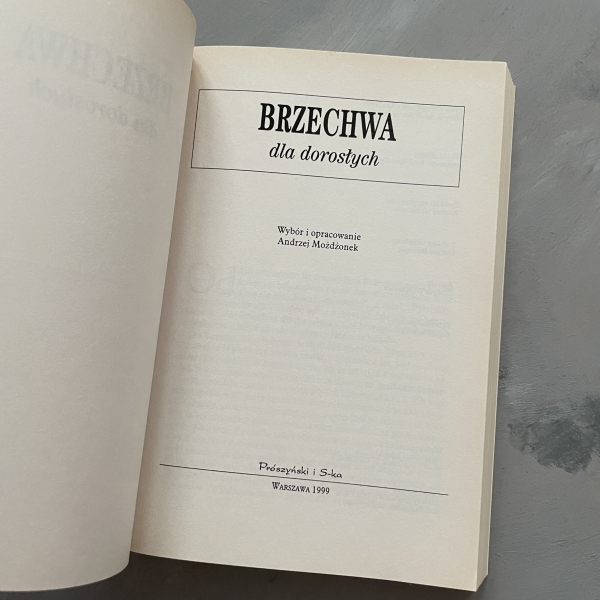 BRZECHWA
dla dorosłych
Wybór i opracowanie
Andrzej Możdżonek
Prószyński i S-ka
WARSZAWA 1999